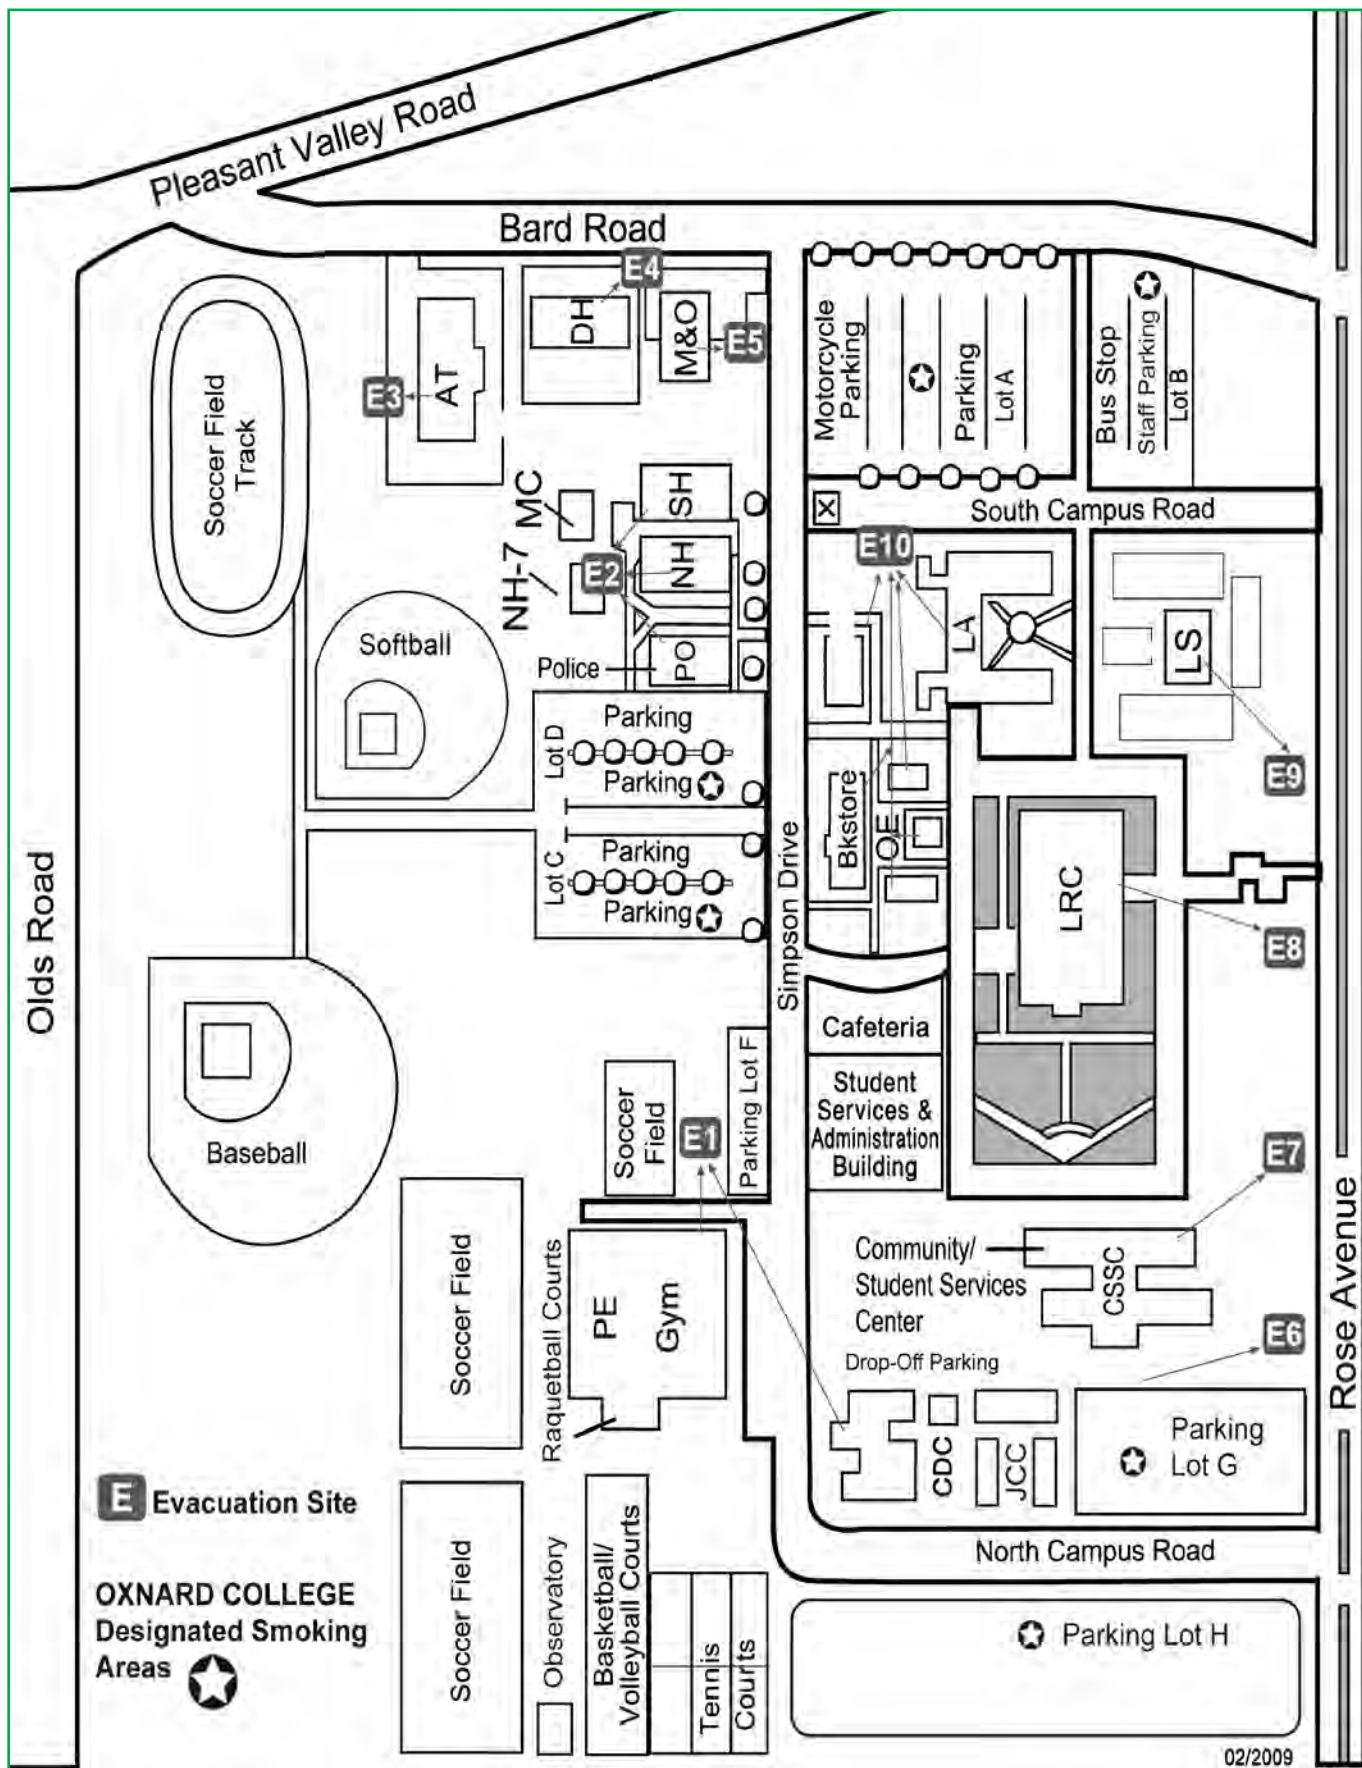 Pleasant Valley Road
Bard Road
E4
DH
M&O
E5
E3
AT
Soccer Field
Track
Motorcycle
Parking
Parking
Lot A
Bus Stop
Staff Parking
Lot B
South Campus Road
X
MC
SH
NH-7
E2
NH
E10
LA
LS
Softball
Police
PO
Lot D
Parking
Parking
E9
Bkstore
OE
Lot C
Parking
Parking
Simpson Drive
LRC
E8
Olds Road
Cafeteria
Student
Services &
Administration
Building
Soccer
Field
E1
Parking Lot F
Baseball
E7
Rose Avenue
Community/
Student Services
Center
CSSC
Soccer Field
Raquetball Courts
PE
Gym
E6
Drop-Off Parking
CDC
JCC
Parking
Lot G
E Evacuation Site
North Campus Road
OXNARD COLLEGE
Designated Smoking
Areas
Soccer Field
Observatory
Basketball/
Volleyball Courts
Tennis
Courts
Parking Lot H
02/2009